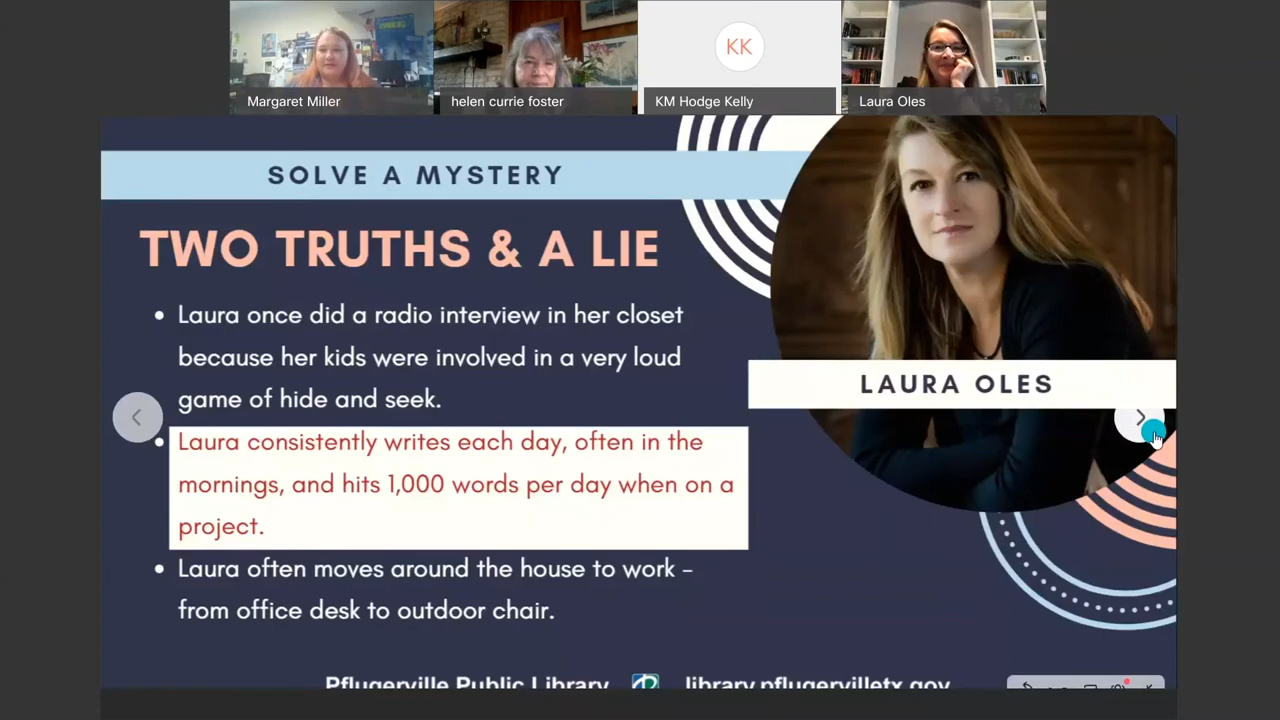 Margaret Miller
helen currie foster
KK
KM Hodge Kelly
Laura Oles
SOLVE A MYSTERY
TWO TRUTHS & A LIE
• Laura once did a radio interview in her closet
because her kids were involved in a very loud
game of hide and seek.
• Laura consistently writes each day, often in the
mornings, and hits 1,000 words per day when on a
project.
• Laura often moves around the house to work –
from office desk to outdoor chair.
LAURA OLES
Pflugerville Public Library
library.pflugervilletx.gov